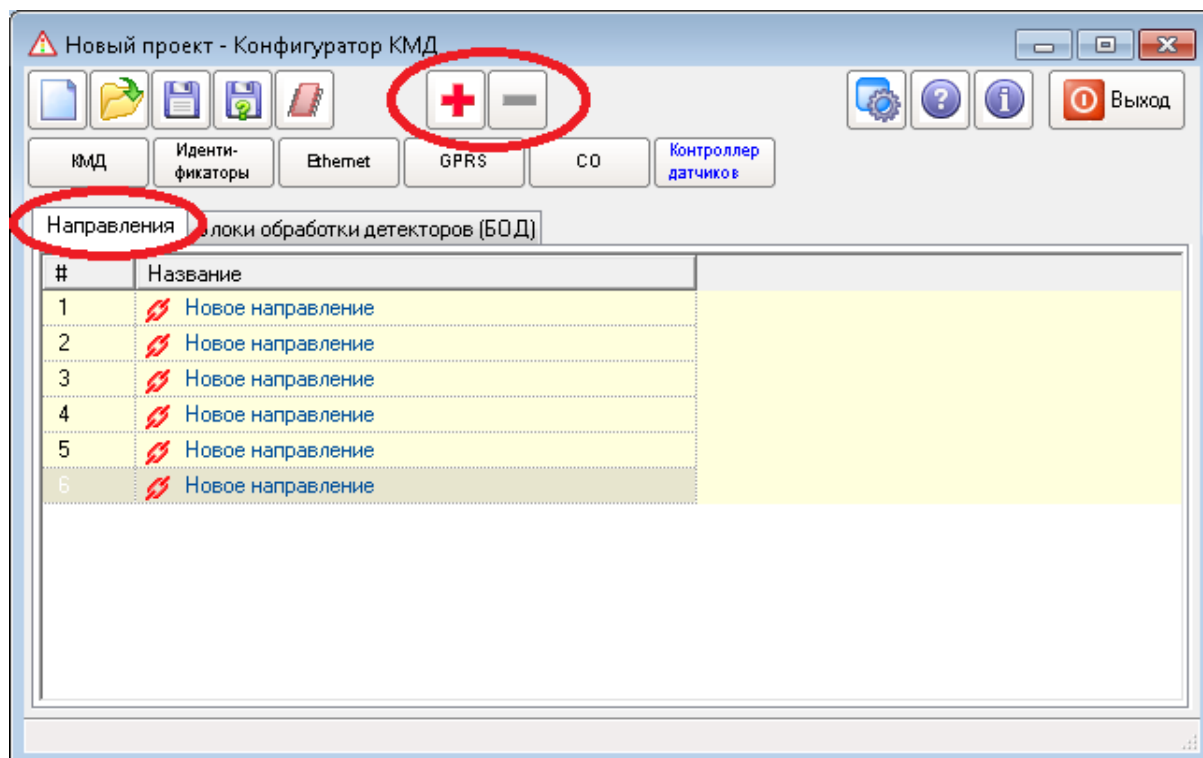 Новый проект - Конфигуратор КМД
Выход
КМД
Иденти-
фикаторы
Ethernet
GPRS
СО
Контроллер
датчиков
Направления
локи обработки детекторов (БОД)
# Название
1 Новое направление
2 Новое направление
3 Новое направление
4 Новое направление
5 Новое направление
6 Новое направление